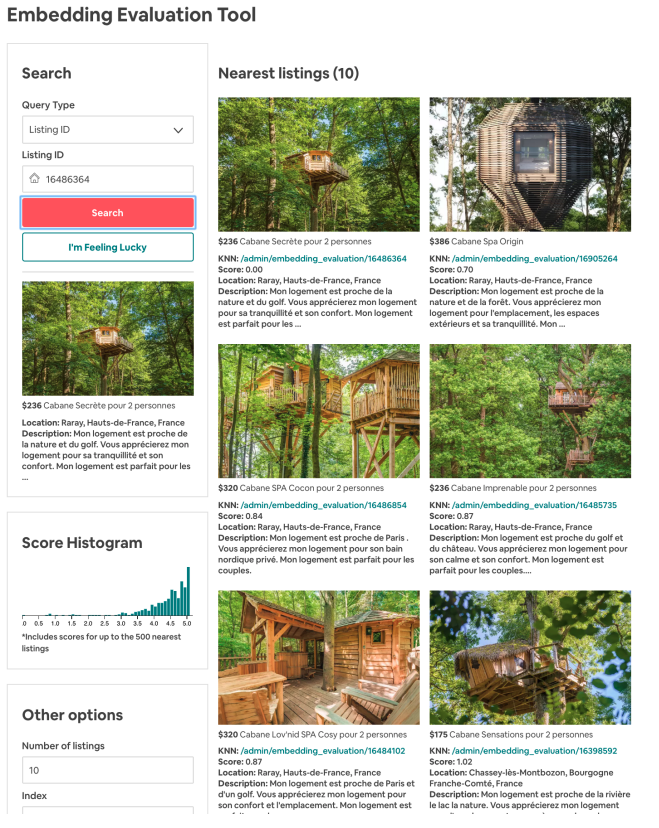 Embedding Evaluation Tool
Search
Query Type
Listing ID
Listing ID
16486364
Search
I'm Feeling Lucky
$236 Cabane Secrète pour 2 personnes
Location: Raray, Hauts-de-France, France
Description: Mon logement est proche de
la nature et du golf. Vous apprécierez mon
logement pour sa tranquillité et son
confort. Mon logement est parfait pour les
...
Score Histogram
.0 0.5 1.0 1.5 2.0 2.5 3.0 3.5 4.0 4.5 5.0
*Includes scores for up to the 500 nearest
listings
Other options
Number of listings
10
Index
Nearest listings (10)
$236 Cabane Secrète pour 2 personnes
KNN: /admin/embedding_evaluation/16486364
Score: 0.00
Location: Raray, Hauts-de-France, France
Description: Mon logement est proche de la
nature et du golf. Vous apprécierez mon logement
pour sa tranquillité et son confort. Mon logement
est parfait pour les ...
$386 Cabane Spa Origin
KNN: /admin/embedding_evaluation/16905264
Score: 0.70
Location: Raray, Hauts-de-France, France
Description: Mon logement est proche de la
nature et de la forêt. Vous apprécierez mon
logement pour l'emplacement, les espaces
extérieurs et sa tranquillité. Mon ...
$320 Cabane SPA Cocon pour 2 personnes
KNN: /admin/embedding_evaluation/16486854
Score: 0.84
Location: Raray, Hauts-de-France, France
Description: Mon logement est proche de Paris .
Vous apprécierez mon logement pour son bain
nordique privé. Mon logement est parfait pour les
couples.
$236 Cabane Imprenable pour 2 personnes
KNN: /admin/embedding_evaluation/16485735
Score: 0.87
Location: Raray, Hauts-de-France, France
Description: Mon logement est proche du golf et
du château. Vous apprécierez mon logement pour
son calme et son confort. Mon logement est
parfait pour les couples....
$320 Cabane Lov'nid SPA Cosy pour 2 personnes
KNN: /admin/embedding_evaluation/16484102
Score: 0.87
Location: Raray, Hauts-de-France, France
Description: Mon logement est proche de Paris et
d'un golf. Vous apprécierez mon logement pour
son confort et l'emplacement. Mon logement est
$175 Cabane Sensations pour 2 personnes
KNN: /admin/embedding_evaluation/16398592
Score: 1.02
Location: Chassey-lès-Montbozon, Bourgogne
Franche-Comté, France
Description: Mon logement est proche de la rivière
le lac la nature. Vous apprécierez mon logement